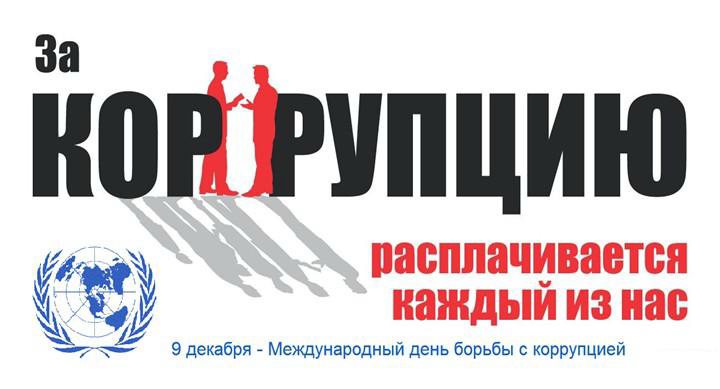 За
КОРРУПЦИЮ
расплачивается
каждый из нас
9 декабря - Международный день борьбы с коррупцией